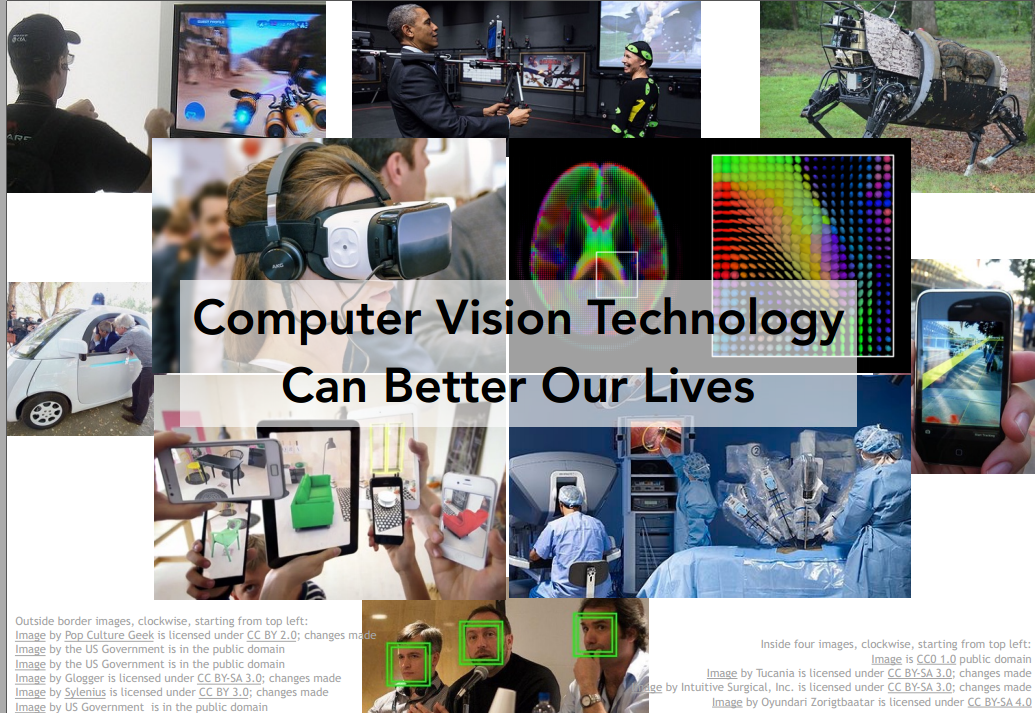 Computer Vision Technology
Can Better Our Lives
Outside border images, clockwise, starting from top left:
Image by Pop Culture Geek is licensed under CC BY 2.0; changes made
Image by the US Government is in the public domain
Image by the US Government is in the public domain
Image by Glogger is licensed under CC BY-SA 3.0; changes made
Image by Sylenius is licensed under CC BY 3.0; changes made
Image by US Government is in the public domain
Inside four images, clockwise, starting from top left:
Image is CC0 1.0 public domain
Image by Tucania is licensed under CC BY-SA 3.0; changes made
by Intuitive Surgical, Inc. is licensed under CC BY-SA 3.0; changes made
Image by Oyundari Zorigtbaatar is licensed under CC BY-SA 4.0